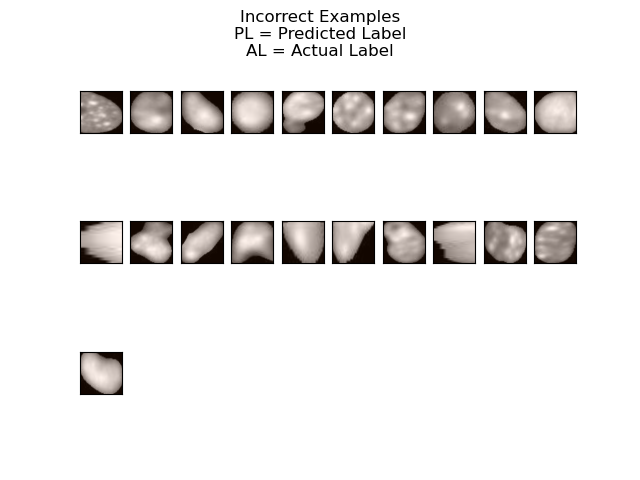 Incorrect Examples
PL = Predicted Label
AL = Actual Label